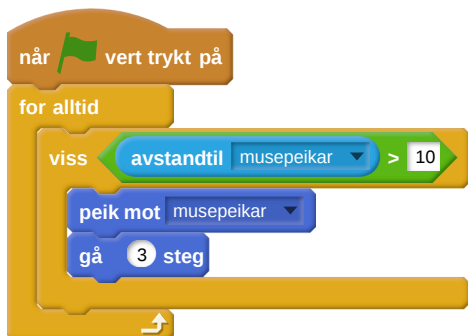 når vert trykt på
for alltid
viss avstandtil musepeikar > 10
peik mot musepeikar
gå 3 steg